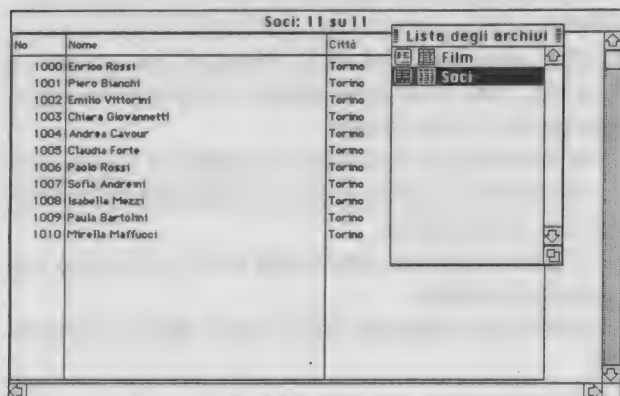 Soci: 11 su 11
No Nome Città
1000 Enrico Rossi Torino
1001 Piero Bianchi Torino
1002 Emilio Vittorini Torino
1003 Chiara Giovannetti Torino
1004 Andrea Cavour Torino
1005 Claudia Forte Torino
1006 Paolo Rossi Torino
1007 Sofia Andreini Torino
1008 Isabella Mezzi Torino
1009 Paula Bartolini Torino
1010 Mirella Maffucci Torino
Lista degli archivi
Film
Soci